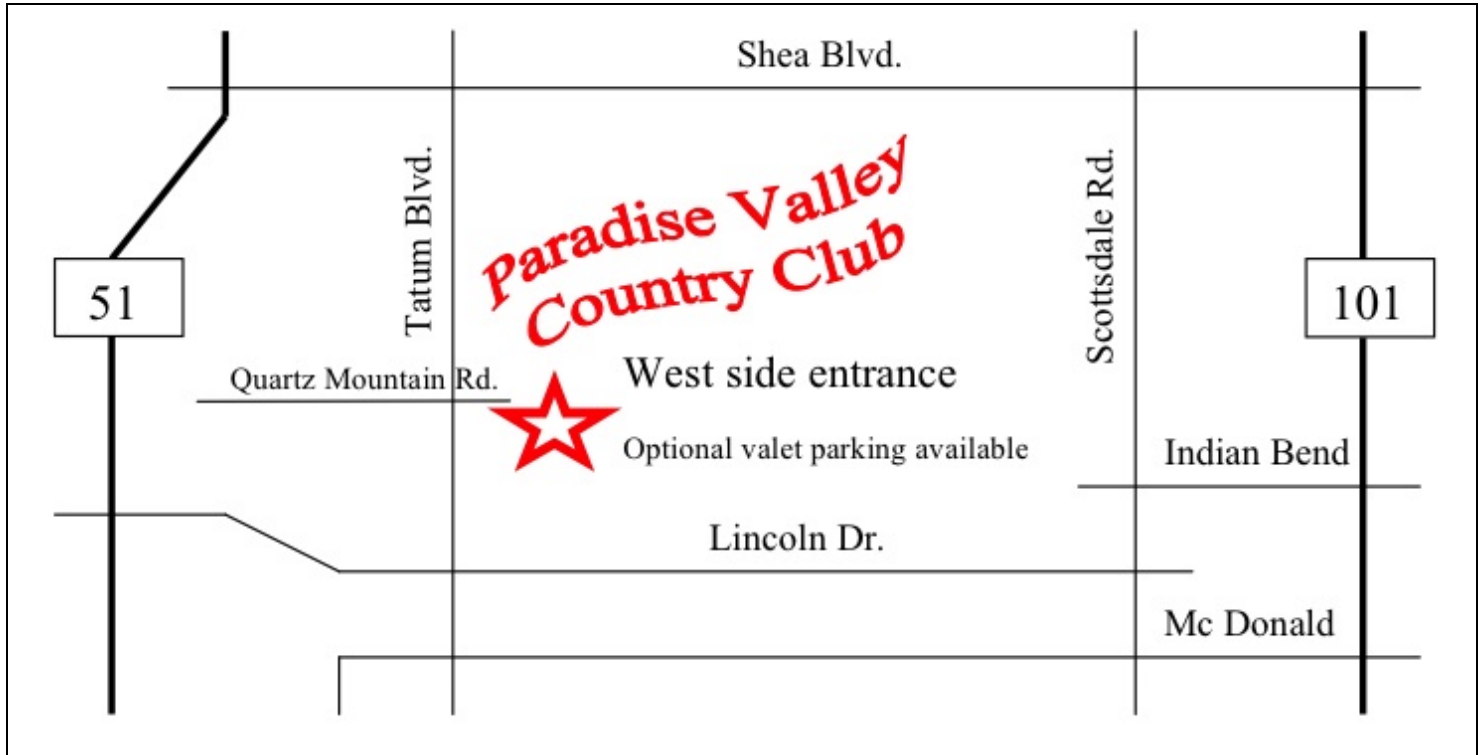 Shea Blvd.
Tatum Blvd.
Paradise Valley
Country Club
Scottsdale Rd.
51
101
Quartz Mountain Rd.
West side entrance
Optional valet parking available
Indian Bend
Lincoln Dr.
Mc Donald